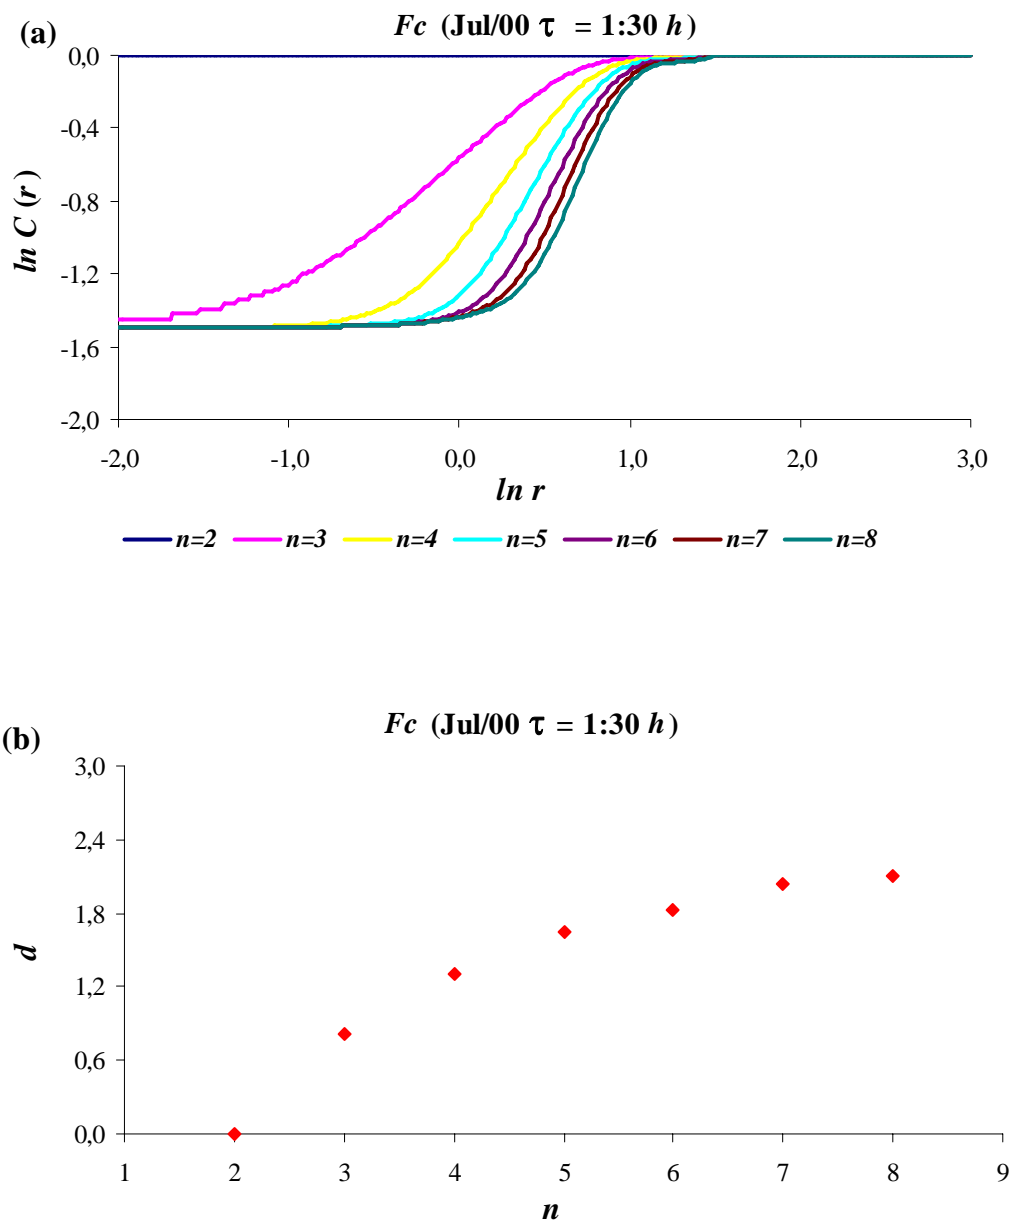 (a)
Fc (Jul/00 τ = 1:30 h)
0,0
-0,4
-0,8
-1,2
-1,6
-2,0
ln C (r)
-2,0 -1,0 0,0 1,0 2,0 3,0
ln r
n=2 n=3 n=4 n=5 n=6 n=7 n=8
(b)
Fc (Jul/00 τ = 1:30 h)
3,0
2,4
1,8
1,2
0,6
0,0
d
1 2 3 4 5 6 7 8 9
n